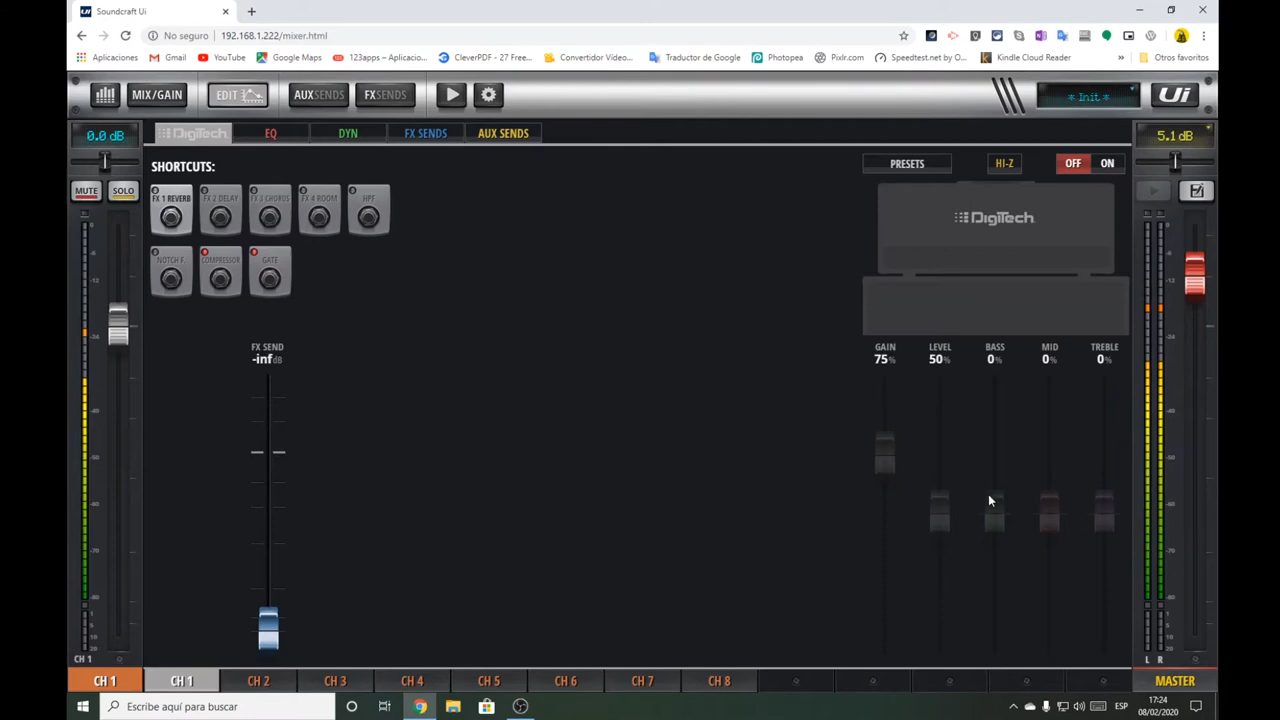 Soundcraft Ui
No seguro
192.168.1.222/mixer.html
Aplicaciones
Gmail
YouTube
Google Maps
123apps – Aplicacio...
CleverPDF - 27 Free...
Convertidor Vídeo...
Traductor de Google
Photopea
Pixlr.com
Speedtest.net by O...
Kindle Cloud Reader
»
Otros favoritos
MIX/GAIN
EDIT
AUXSENDS
FXSENDS
* Init. *
Ui
0.0 dB
DigiTech
EQ
DYN
FX SENDS
AUX SENDS
5.1 dB
SHORTCUTS:
PRESETS
HI-Z
OFF
ON
MUTE
SOLO
FX 1 REVERB
FX 2 DELAY
FX 3 CHORUS
FX 4 ROOM
HPF
DigiTech
NOTCH F.
COMPRESSOR
GATE
FX SEND
-inf dB
GAIN
75%
LEVEL
50%
BASS
0%
MID
0%
TREBLE
0%
CH 1
L R
CH 1
CH 1
CH 2
CH 3
CH 4
CH 5
CH 6
CH 7
CH 8
MASTER
Escribe aquí para buscar
ESP
17:24
08/02/2020